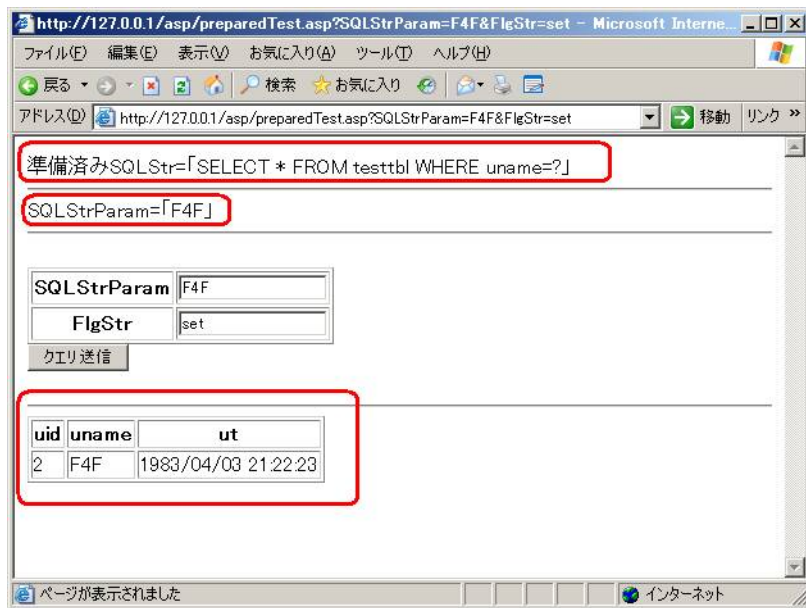 http://127.0.0.1/asp/preparedTest.asp?SQLStrParam=F4F&FlgStr=set - Microsoft Interne...
ファイル(F) 編集(E) 表示(V) お気に入り(A) ツール(T) ヘルプ(H)
戻る 検索 お気に入り
アドレス(D) http://127.0.0.1/asp/preparedTest.asp?SQLStrParam=F4F&FlgStr=set 移動 リンク »
準備済みSQLStr=「SELECT * FROM testtbl WHERE uname=?」
SQLStrParam=「F4F」
SQLStrParam F4F
FlgStr set
クエリ送信
uid uname ut
2 F4F 1983/04/03 21:22:23
ページが表示されました インターネット